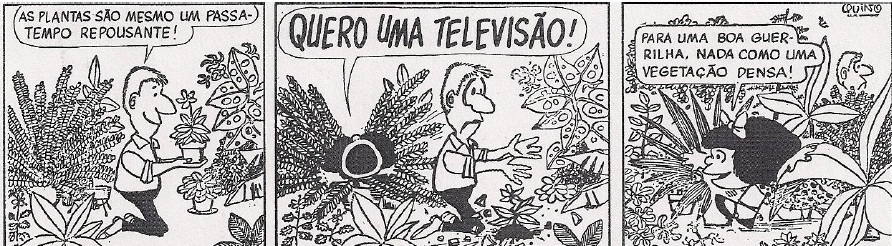 AS PLANTAS SÃO MESMO UM PASSA-
TEMPO REPOUSANTE!
QUERO UMA TELEVISÃO!
QUINO
PARA UMA BOA GUER-
RILHA, NADA COMO UMA
VEGETAÇÃO DENSA!